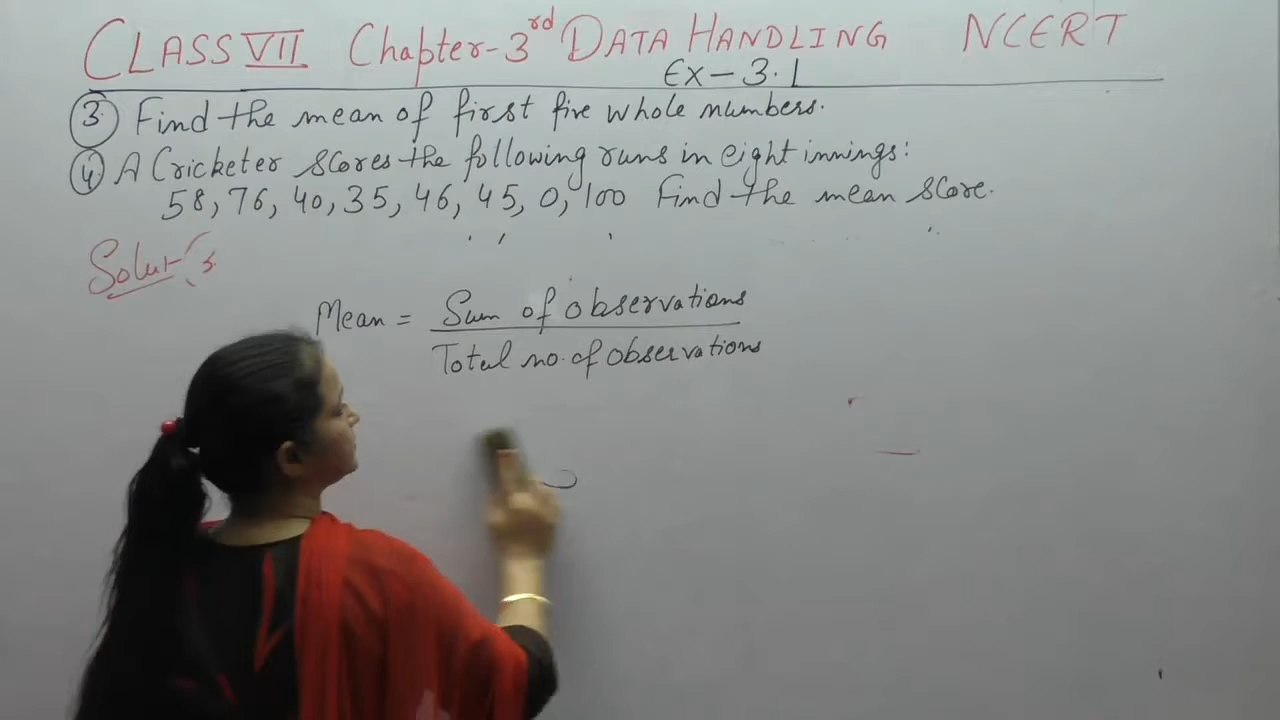 CLASS VII Chapter-3rd DATA HANDLING NCERT
Ex-3.1
(3) Find the mean of first five whole numbers.
(4) A Cricketer scores the following runs in eight innings:
58, 76, 40, 35, 46, 45, 0, 100 Find the mean score.
Solut-
Mean = Sum of observations
Total no. of observations